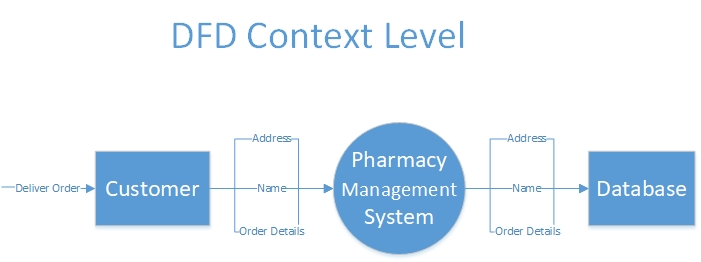 DFD Context Level
Address
Address
Deliver Order
Customer
Name
Pharmacy
Management
System
Name
Database
Order Details
Order Details